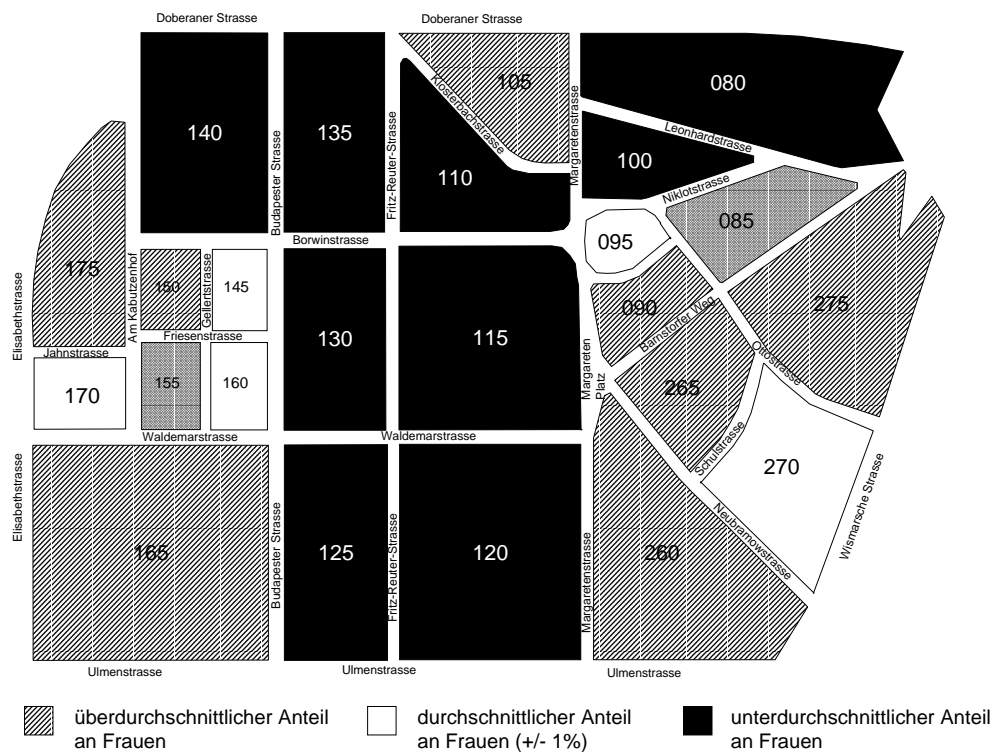 Doberaner Strasse
Doberaner Strasse
105
080
Klosterbachstrasse
140
135
Margaretenstrasse
Leonhardstrasse
Budapester Strasse
Fritz-Reuter-Strasse
110
100
Niklotstrasse
085
Borwinstrasse
095
175
Am Kabutzenhof
150
Gellertstrasse
145
Elisabethstrasse
090
Barnstorfer Weg
275
Friesenstrasse
130
115
Jahnstrasse
Margareten
Platz
Ottostrasse
170
155
160
265
Waldemarstrasse
Waldemarstrasse
Schulstrasse
270
Elisabethstrasse
Budapester Strasse
Fritz-Reuter-Strasse
Margaretenstrasse
Neubramowstrasse
Wismarsche Strasse
165
125
120
260
Ulmenstrasse
Ulmenstrasse
Ulmenstrasse
überdurchschnittlicher Anteil
an Frauen
durchschnittlicher Anteil
an Frauen (+/- 1%)
unterdurchschnittlicher Anteil
an Frauen